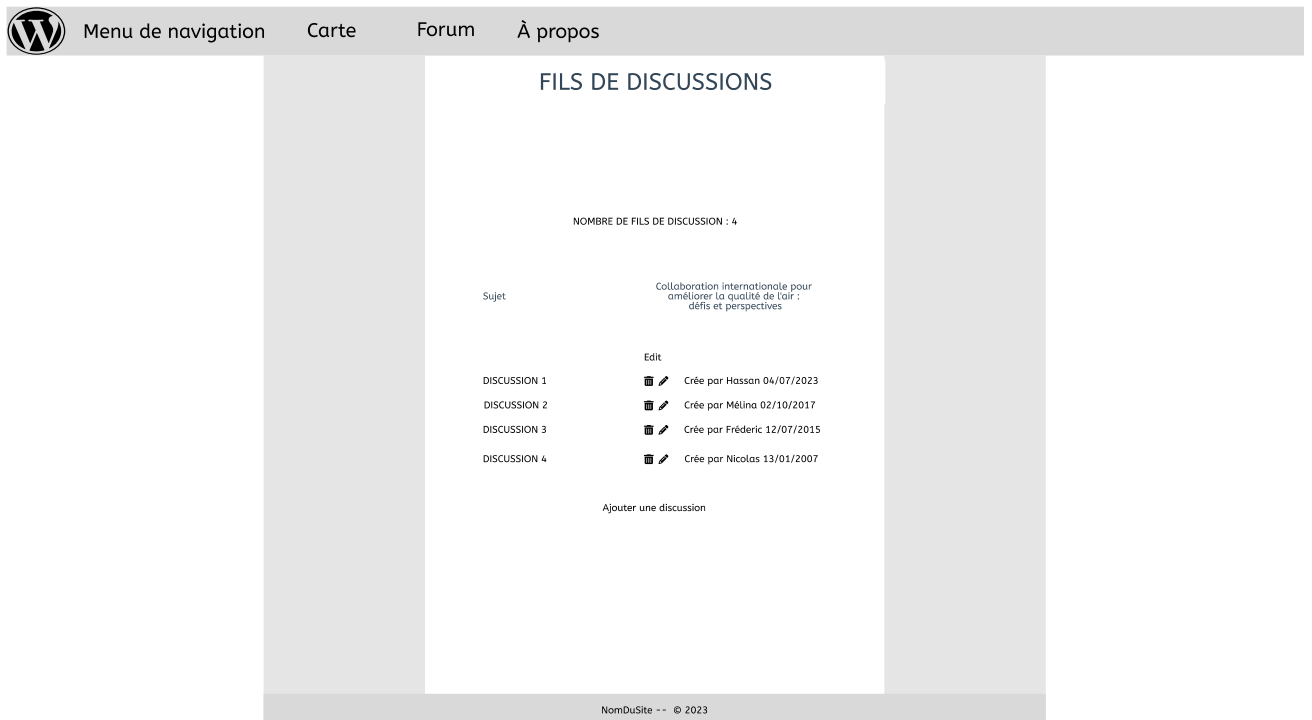 Menu de navigation Carte Forum À propos
FILS DE DISCUSSIONS
NOMBRE DE FILS DE DISCUSSION : 4
Sujet
Collaboration internationale pour
améliorer la qualité de l'air :
défis et perspectives
Edit
DISCUSSION 1 Crée par Hassan 04/07/2023
DISCUSSION 2 Crée par Mélina 02/10/2017
DISCUSSION 3 Crée par Fréderic 12/07/2015
DISCUSSION 4 Crée par Nicolas 13/01/2007
Ajouter une discussion
NomDuSite -- © 2023